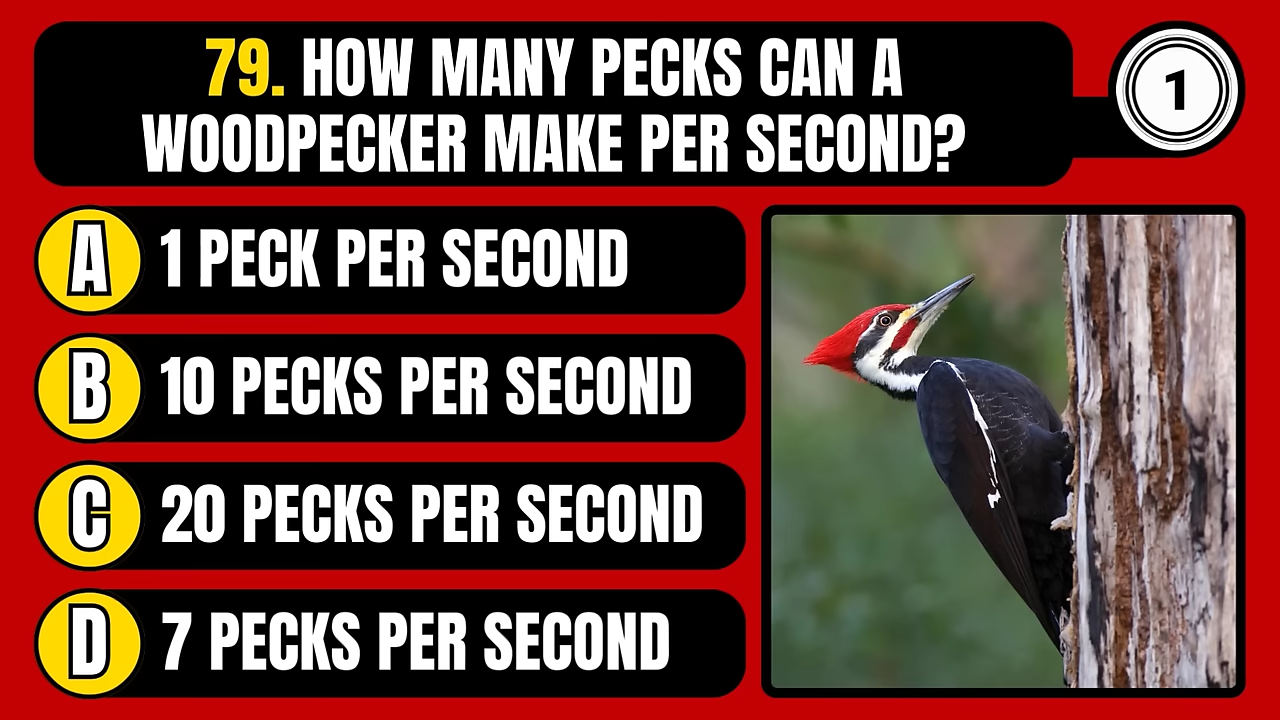 79. HOW MANY PECKS CAN A
WOODPECKER MAKE PER SECOND?
1
A 1 PECK PER SECOND
B 10 PECKS PER SECOND
C 20 PECKS PER SECOND
D 7 PECKS PER SECOND